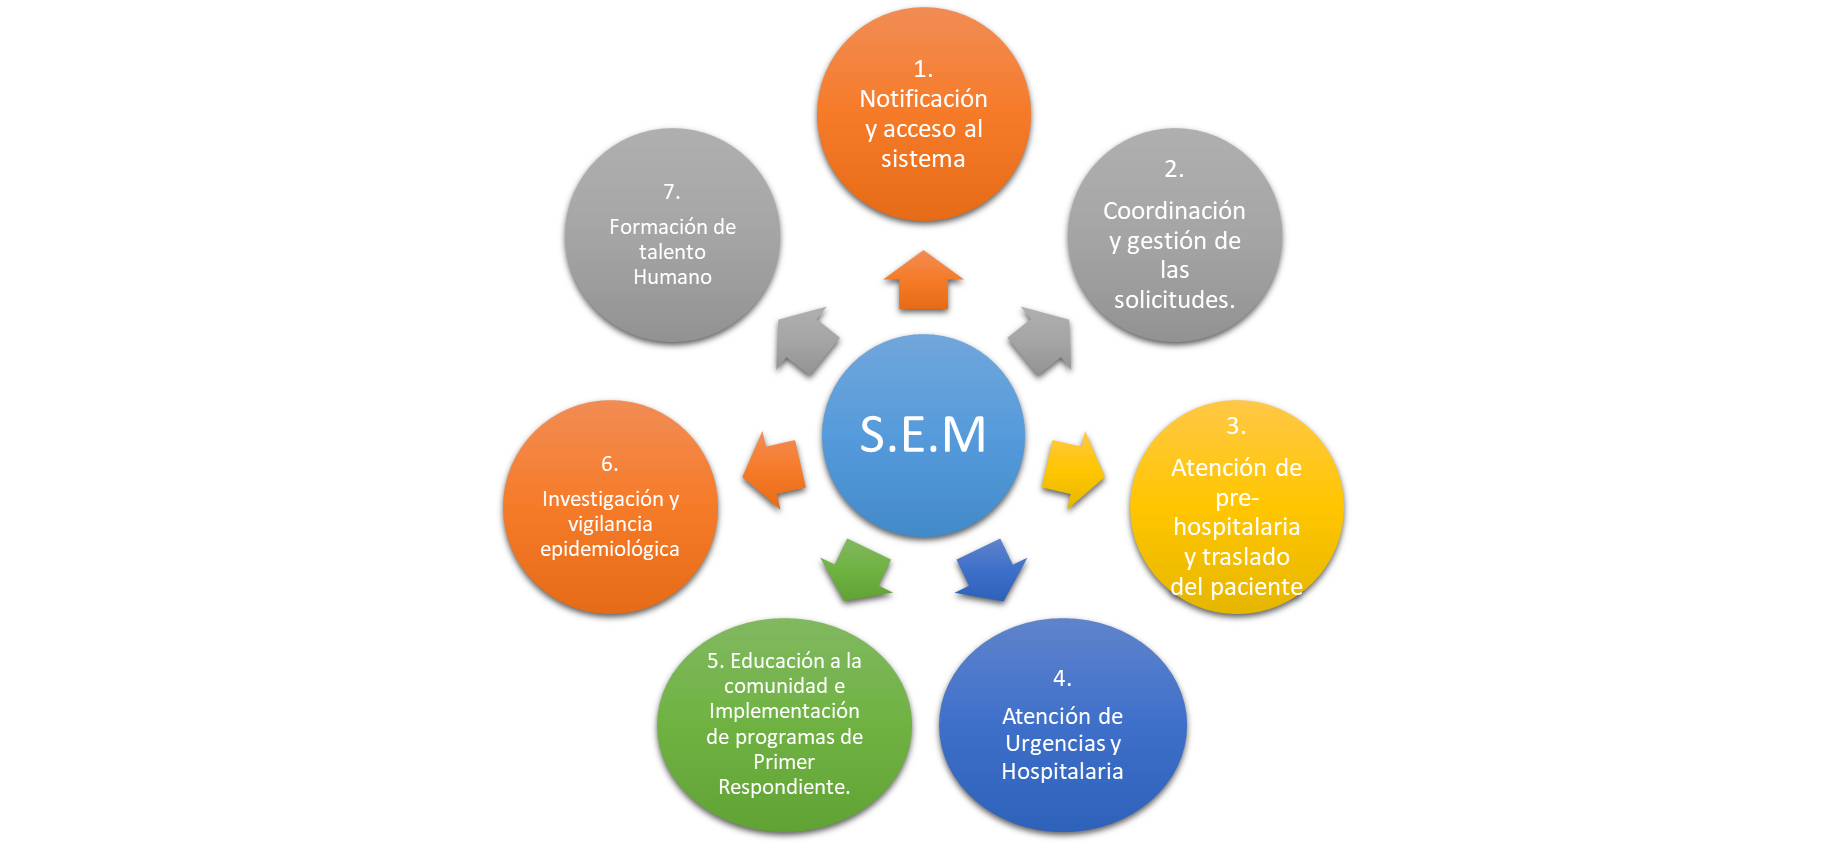 1.
Notificación
y acceso al
sistema
2.
Coordinación
y gestión de
las
solicitudes.
3.
Atención de
pre-
hospitalaria
y traslado
del paciente
4.
Atención de
Urgencias y
Hospitalaria
5. Educación a la
comunidad e
Implementación
de programas de
Primer
Respondiente.
6.
Investigación y
vigilancia
epidemiológica
7.
Formación de
talento
Humano
S.E.M